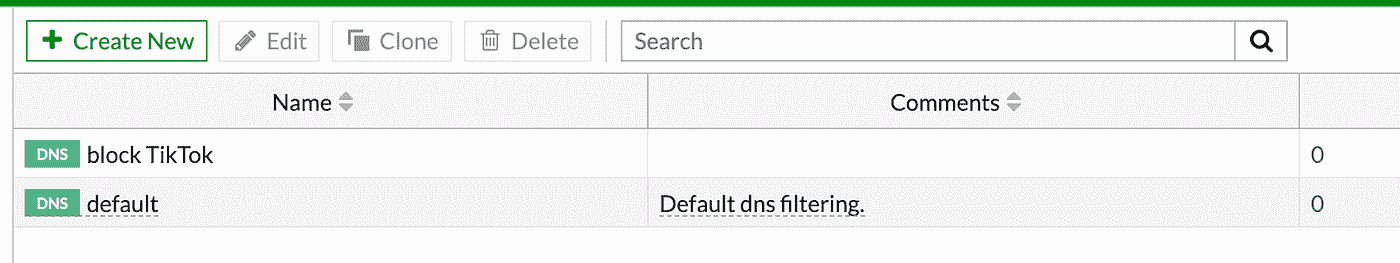 Create New Edit Clone Delete Search
Name Comments
DNS block TikTok 0
DNS default Default dns filtering. 0